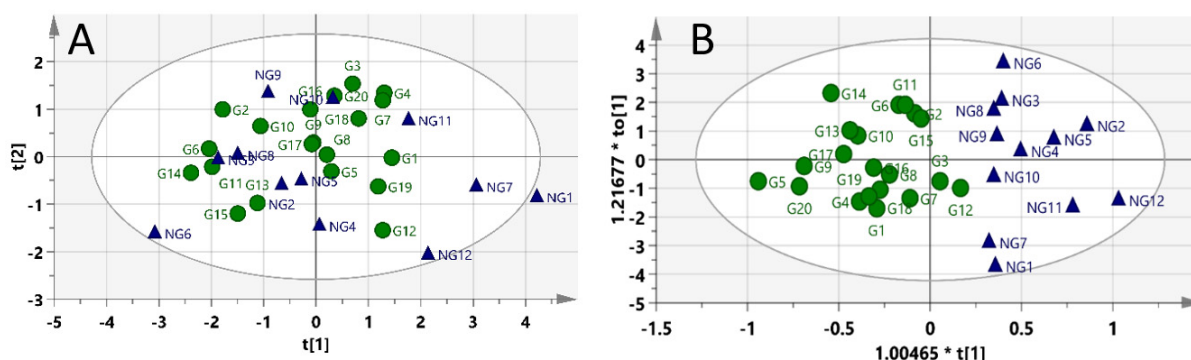 A
B
2
1
0
-1
-2
-3
t[2]
-5
-4
-3
-2
-1
0
1
2
3
4
5
t[1]
G3
NG9
G16
NG10
G20
G4
G2
G18
G7
NG11
G10
G9
G17
G8
G6
NG8
G1
G14
G11
G13
NG5
G5
G19
NG7
NG1
G15
NG2
NG4
G12
NG6
NG12
4
3
2
1
0
-1
-2
-3
-4
-5
1.21677 * to[1]
-1.5
-1
-0.5
0
0.5
1
1.00465 * t[1]
NG6
G14
G11
G6
G2
NG3
NG8
NG2
G13
G10
G15
NG9
NG5
NG4
G17
G9
G16
G3
G5
G19
G8
NG10
G20
G4
G7
G12
G18
G1
NG11
NG12
NG7
NG1